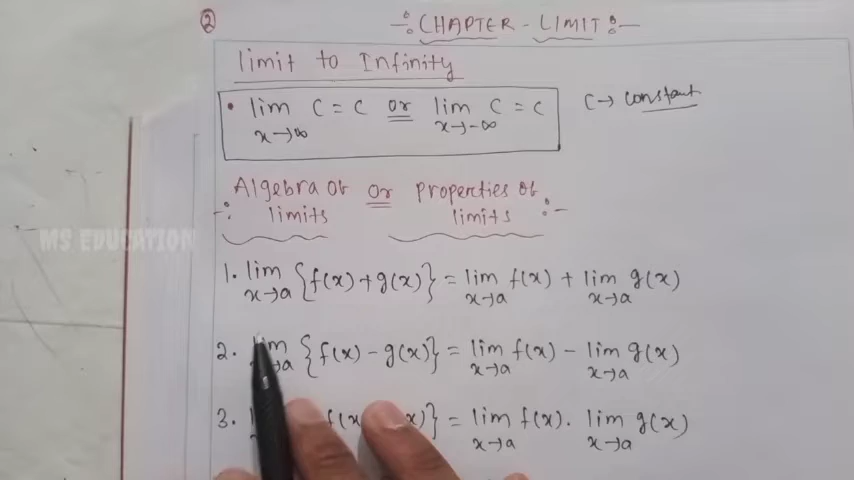 ②
-: CHAPTER - LIMIT :-
limit to Infinity
• lim C = C or lim C = C C → constant
x→∞ x→-∞
Algebra of or properties of
-: limits limits :-
MS EDUCATION
1. lim {f(x) + g(x)} = lim f(x) + lim g(x)
x→a x→a x→a
2. lim {f(x) - g(x)} = lim f(x) - lim g(x)
→a x→a x→a
3. f(x x)} = lim f(x) . lim g(x)
x→a x→a